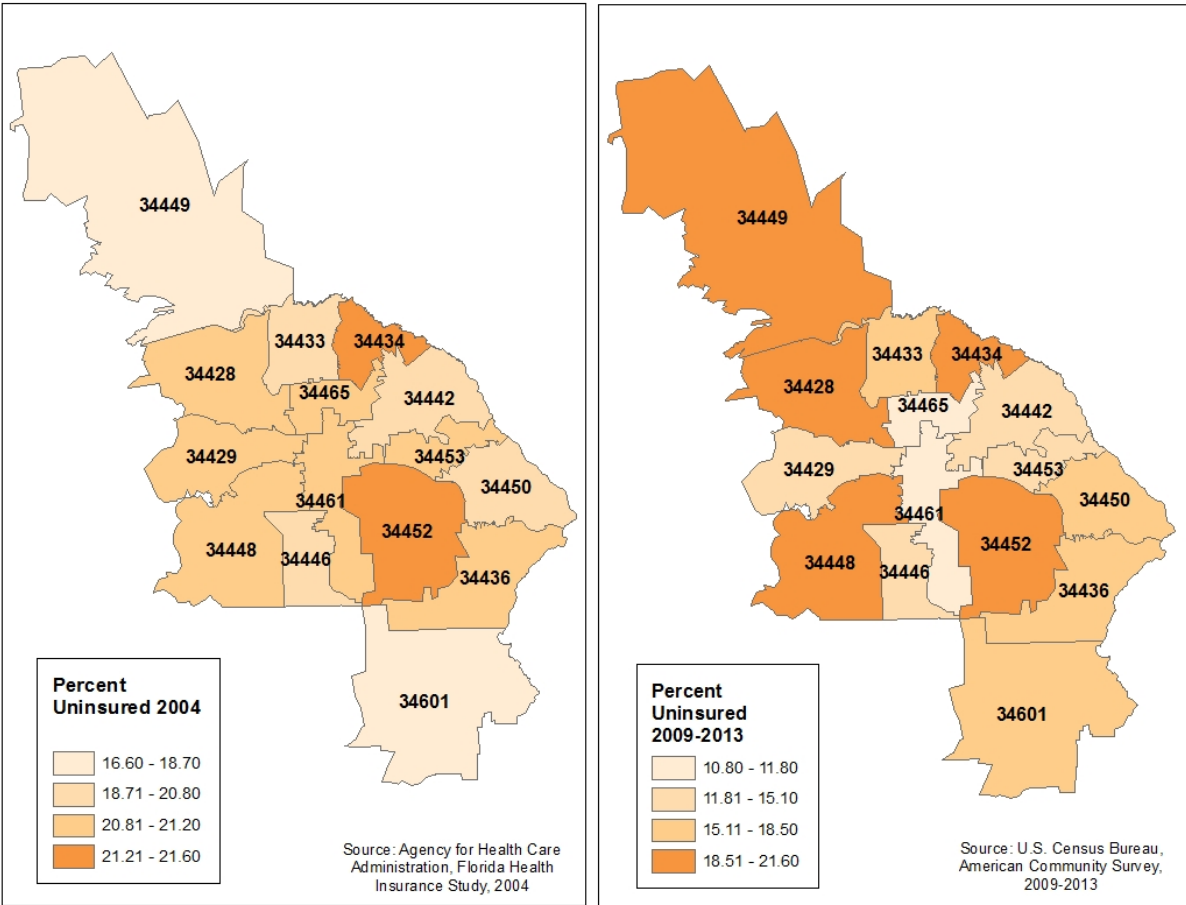 34449
34433
34434
34428
34465
34442
34429
34453
34450
34461
34452
34448
34446
34436
34601
Percent
Uninsured 2004
16.60 - 18.70
18.71 - 20.80
20.81 - 21.20
21.21 - 21.60
Source: Agency for Health Care
Administration, Florida Health
Insurance Study, 2004
34449
34433
34434
34428
34465
34442
34429
34453
34450
34461
34452
34448
34446
34436
34601
Percent
Uninsured
2009-2013
10.80 - 11.80
11.81 - 15.10
15.11 - 18.50
18.51 - 21.60
Source: U.S. Census Bureau,
American Community Survey,
2009-2013